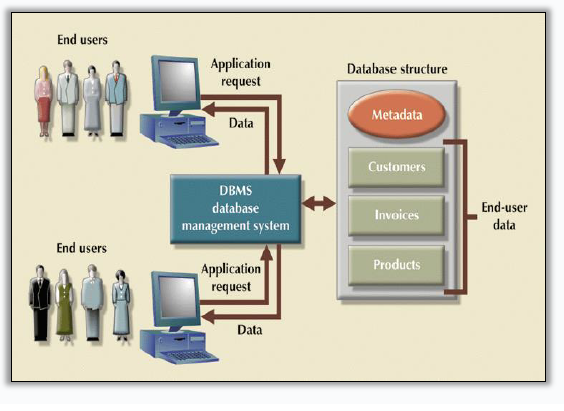 End users
Application
request
Data
Database structure
Metadata
Customers
Invoices
Products
End-user
data
DBMS
database
management system
End users
Application
request
Data